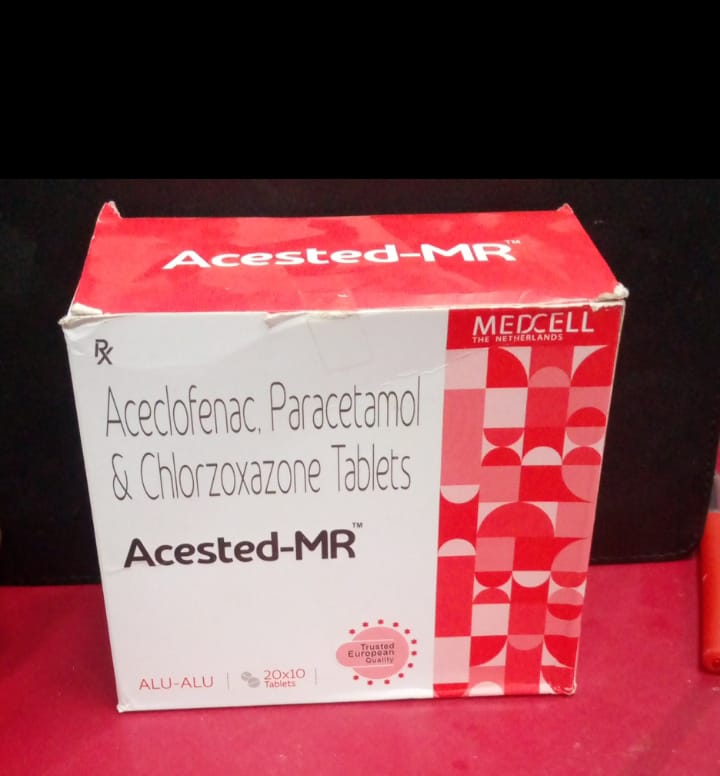 Acested-MR™
MEDCELL
THE NETHERLANDS
Rx
Aceclofenac, Paracetamol
& Chlorzoxazone Tablets
Acested-MR™
Trusted
European
Quality
ALU-ALU
20x10
Tablets